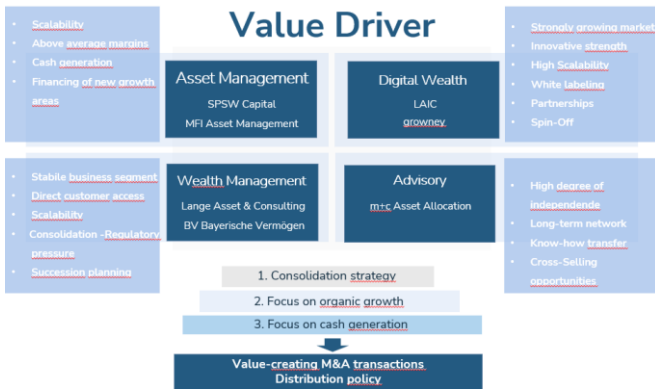 Value Driver
Scalability
Above average margins
Cash generation
Financing of new growth
areas
Asset Management
SPSW Capital
MFI Asset Management
Digital Wealth
LAIC
growney
Strongly growing market
Innovative strength
High Scalability
White labeling
Partnerships
Spin-Off
Stabile business segment
Direct customer access
Scalability
Consolidation -Regulatory
pressure
Succession planning
Wealth Management
Lange Asset & Consulting
BV Bayerische Vermögen
Advisory
m+c Asset Allocation
High degree of
independende
Long-term network
Know-how transfer
Cross-Selling
opportunities
1. Consolidation strategy
2. Focus on organic growth
3. Focus on cash generation
Value-creating M&A transactions
Distribution policy